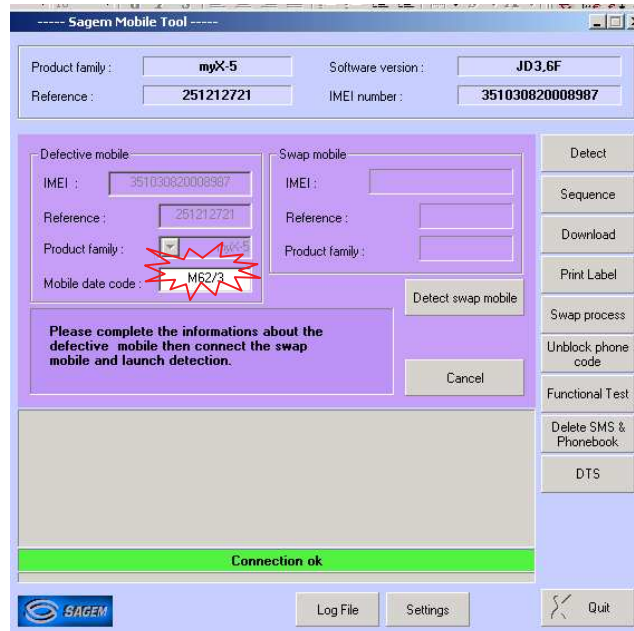 ----- Sagem Mobile Tool -----
Product family : myX-5 Software version : JD3,6F
Reference : 251212721 IMEI number : 351030820008987
Defective mobile
IMEI : 351030820008987
Reference : 251212721
Product family : myX-5
Mobile date code : M62/3
Swap mobile
IMEI :
Reference :
Product family :
Detect swap mobile
Please complete the informations about the
defective mobile then connect the swap
mobile and launch detection.
Cancel
Detect
Sequence
Download
Print Label
Swap process
Unblock phone
code
Functional Test
Delete SMS &
Phonebook
DTS
Connection ok
SAGEM
Log File
Settings
Quit